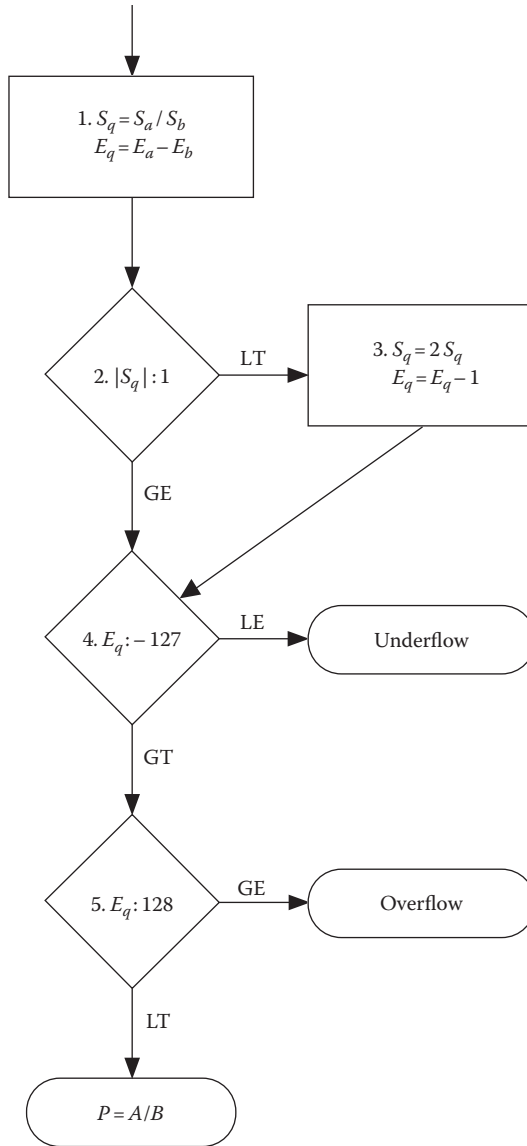 1. S_q = S_a / S_b
E_q = E_a − E_b
2. |S_q| : 1
LT
3. S_q = 2 S_q
E_q = E_q − 1
GE
4. E_q : − 127
LE
Underflow
GT
5. E_q : 128
GE
Overflow
LT
P = A/B